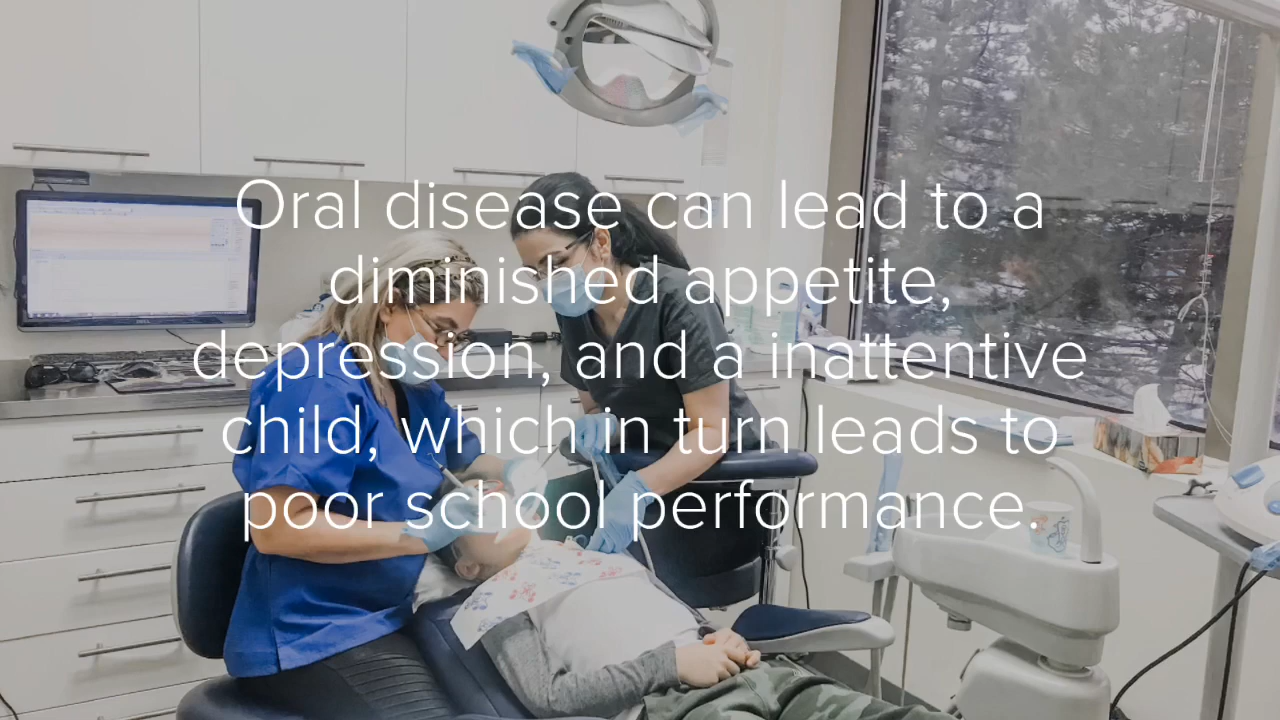 Oral disease can lead to a
diminished appetite,
depression, and a inattentive
child, which in turn leads to
poor school performance.
DELL